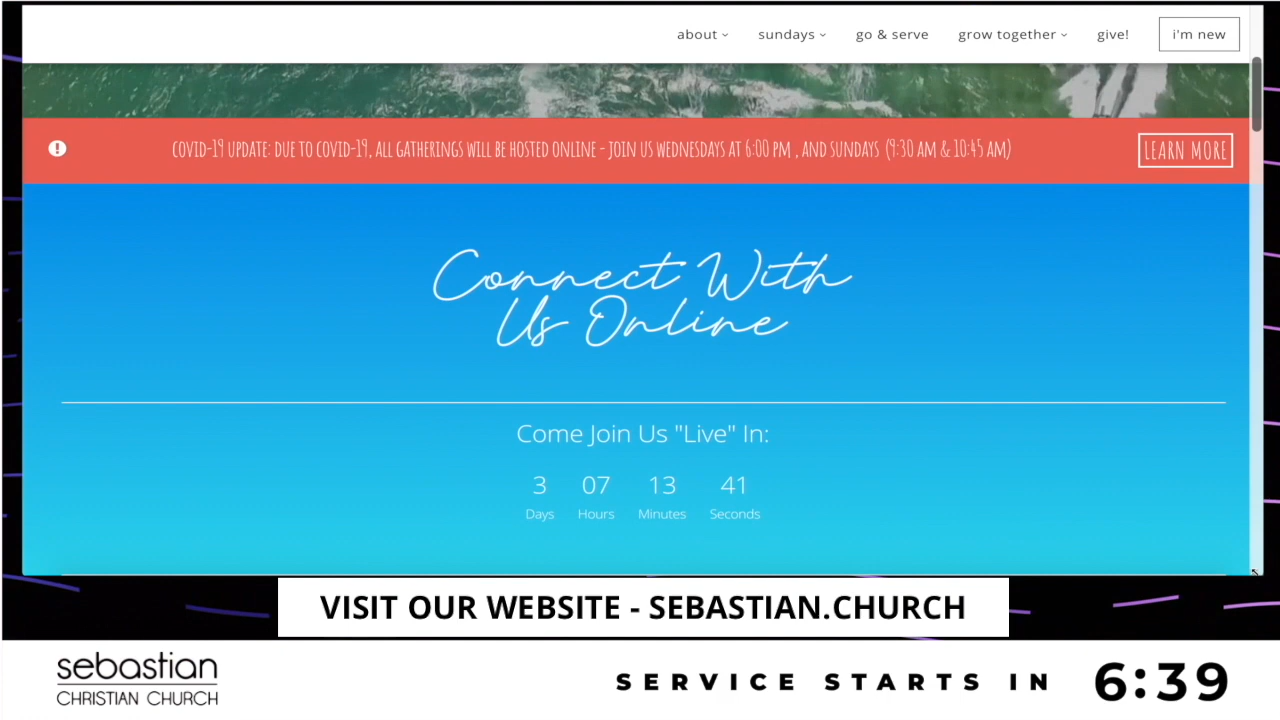 about
sundays
go & serve
grow together
give!
i'm new
COVID-19 UPDATE: DUE TO COVID-19, ALL GATHERINGS WILL BE HOSTED ONLINE - JOIN US WEDNESDAYS AT 6:00 PM , AND SUNDAYS (9:30 AM & 10:45 AM)
LEARN MORE
Connect With
Us Online
Come Join Us "Live" In:
3 07 13 41
Days Hours Minutes Seconds
VISIT OUR WEBSITE - SEBASTIAN.CHURCH
sebastian
CHRISTIAN CHURCH
SERVICE STARTS IN 6:39